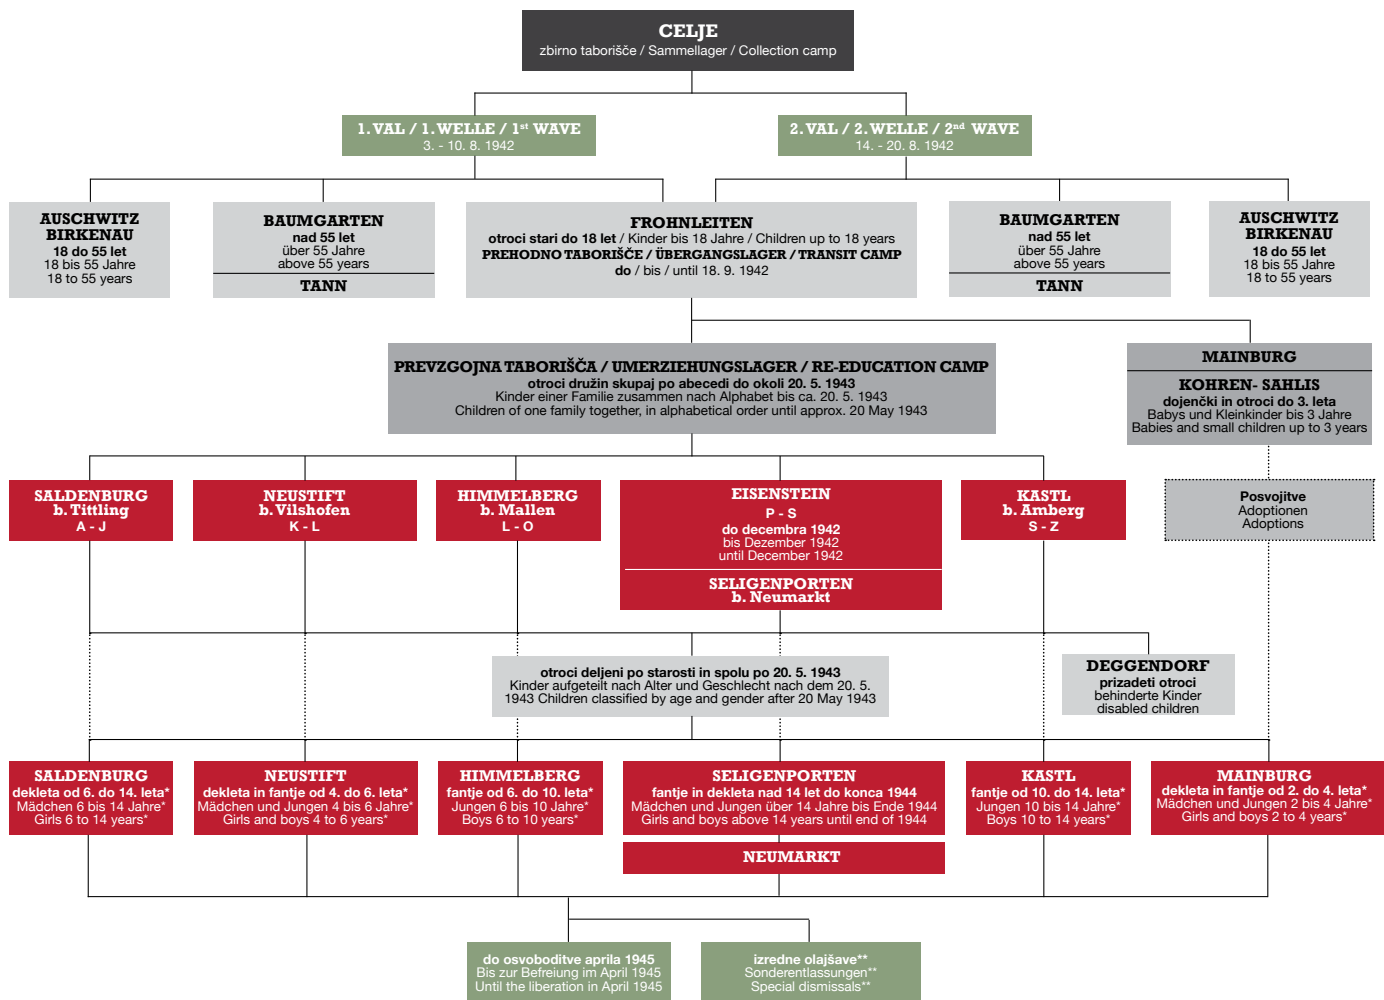 CELJE
zbirno taborišče / Sammellager / Collection camp
1. VAL / 1. WELLE / 1st WAVE
3. - 10. 8. 1942
2. VAL / 2. WELLE / 2nd WAVE
14. - 20. 8. 1942
AUSCHWITZ
BIRKENAU
18 do 55 let
18 bis 55 Jahre
18 to 55 years
BAUMGARTEN
nad 55 let
über 55 Jahre
above 55 years
TANN
FROHNLEITEN
otroci stari do 18 let / Kinder bis 18 Jahre / Children up to 18 years
PREHODNO TABORIŠČE / ÜBERGANGSLAGER / TRANSIT CAMP
do / bis / until 18. 9. 1942
BAUMGARTEN
nad 55 let
über 55 Jahre
above 55 years
TANN
AUSCHWITZ
BIRKENAU
18 do 55 let
18 bis 55 Jahre
18 to 55 years
PREVZGOJNA TABORIŠČA / UMERZIEHUNGSLAGER / RE-EDUCATION CAMP
otroci družin skupaj po abecedi do okoli 20. 5. 1943
Kinder einer Familie zusammen nach Alphabet bis ca. 20. 5. 1943
Children of one family together, in alphabetical order until approx. 20 May 1943
MAINBURG
KOHREN- SAHLIS
dojenčki in otroci do 3. leta
Babys und Kleinkinder bis 3 Jahre
Babies and small children up to 3 years
SALDENBURG
b. Tittling
A - J
NEUSTIFT
b. Vilshofen
K - L
HIMMELBERG
b. Mallen
L - O
EISENSTEIN
P - S
do decembra 1942
bis Dezember 1942
until December 1942
SELIGENPORTEN
b. Neumarkt
KASTL
b. Amberg
S - Z
Posvojitve
Adoptionen
Adoptions
otroci deljeni po starosti in spolu po 20. 5. 1943
Kinder aufgeteilt nach Alter und Geschlecht nach dem 20. 5.
1943 Children classified by age and gender after 20 May 1943
DEGGENDORF
prizadeti otroci
behinderte Kinder
disabled children
SALDENBURG
dekleta od 6. do 14. leta*
Mädchen 6 bis 14 Jahre*
Girls 6 to 14 years*
NEUSTIFT
dekleta in fantje od 4. do 6. leta*
Mädchen und Jungen 4 bis 6 Jahre*
Girls and boys 4 to 6 years*
HIMMELBERG
fantje od 6. do 10. leta*
Jungen 6 bis 10 Jahre*
Boys 6 to 10 years*
SELIGENPORTEN
fantje in dekleta nad 14 let do konca 1944
Mädchen und Jungen über 14 Jahre bis Ende 1944
Girls and boys above 14 years until end of 1944
NEUMARKT
KASTL
fantje od 10. do 14. leta*
Jungen 10 bis 14 Jahre*
Boys 10 to 14 years*
MAINBURG
dekleta in fantje od 2. do 4. leta*
Mädchen und Jungen 2 bis 4 Jahre*
Girls and boys 2 to 4 years*
do osvoboditve aprila 1945
Bis zur Befreiung im April 1945
Until the liberation in April 1945
izredne olajšave**
Sonderentlassungen**
Special dismissals**